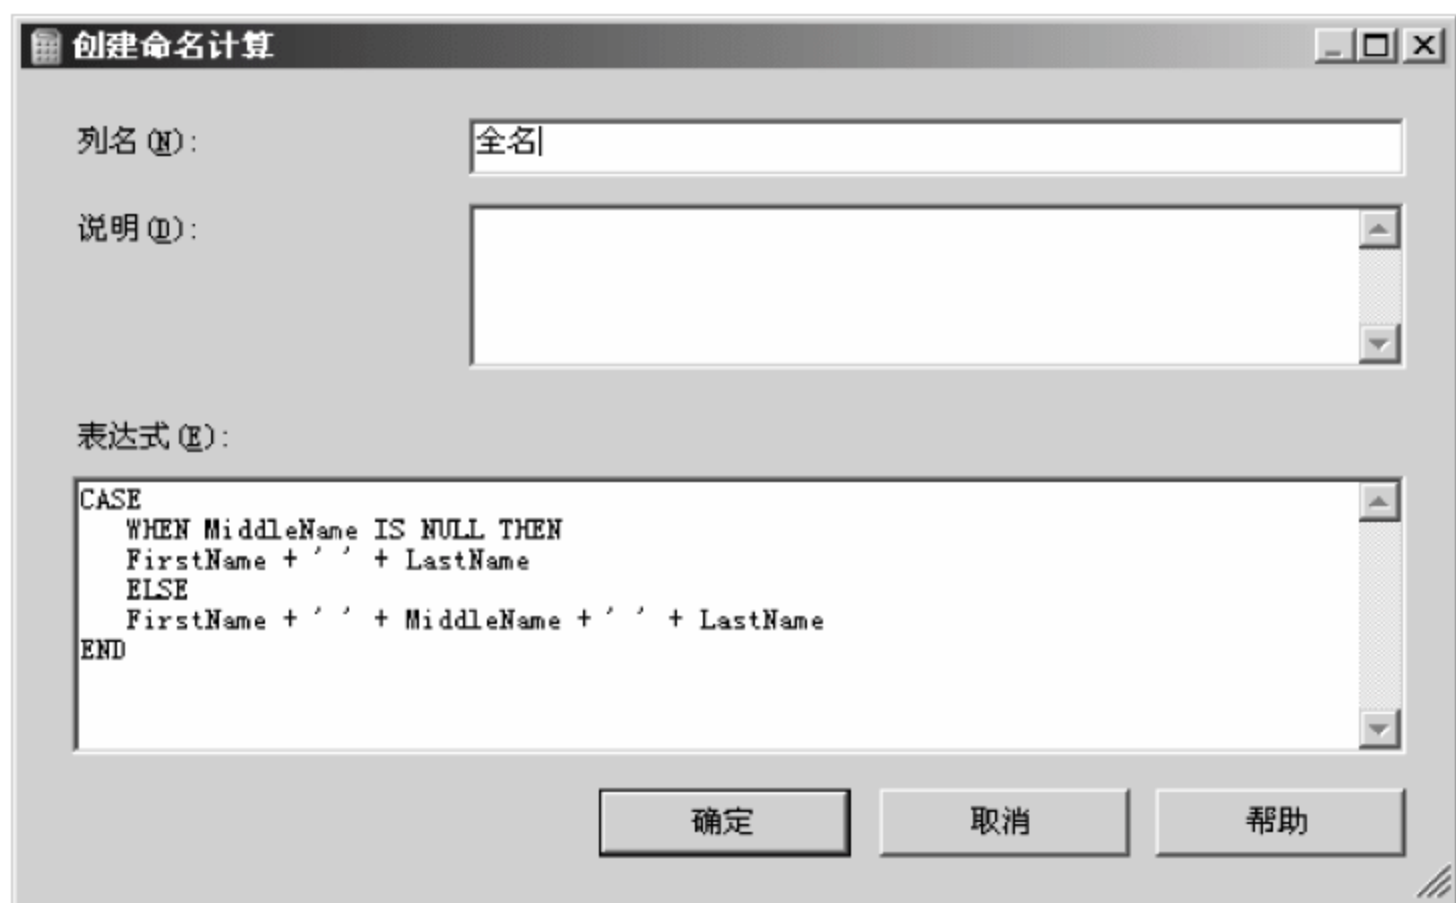 创建命名计算
列名(N):
全名
说明(D):
表达式(E):
CASE
WHEN MiddleName IS NULL THEN
FirstName + ' ' + LastName
ELSE
FirstName + ' ' + MiddleName + ' ' + LastName
END
确定
取消
帮助